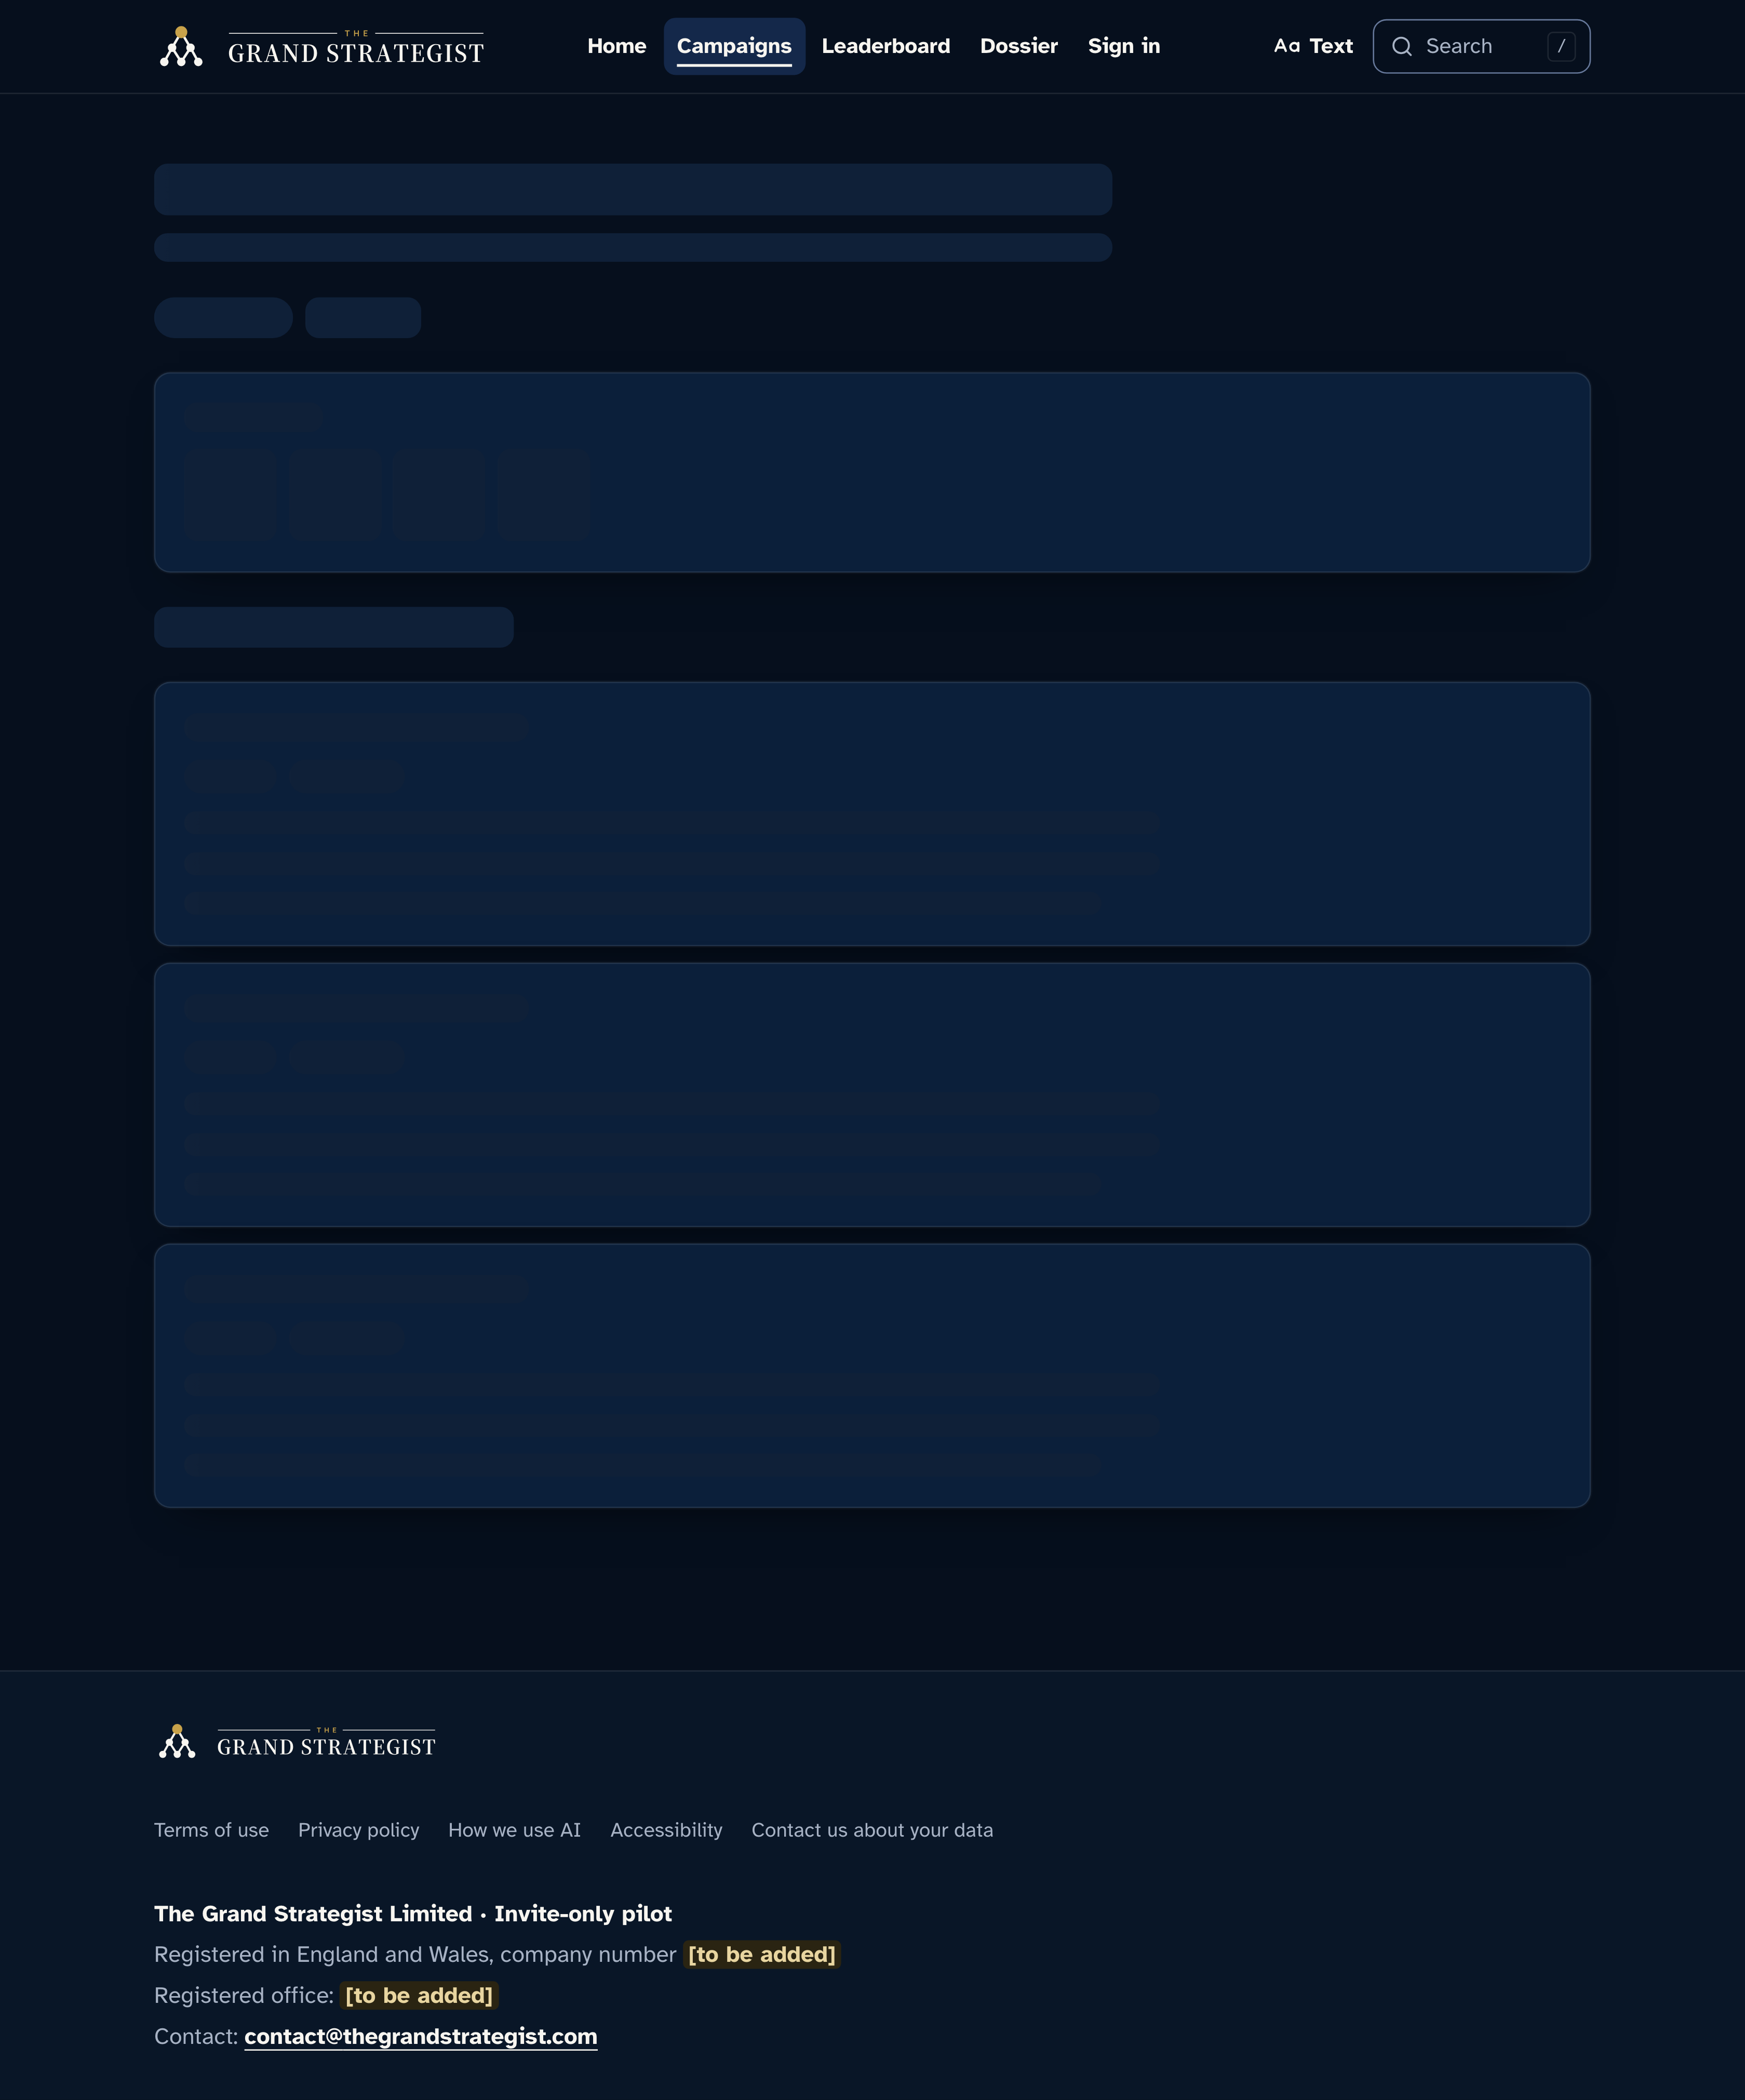 THE
GRAND STRATEGIST
Home Campaigns Leaderboard Dossier Sign in Aa Text Search /
THE
GRAND STRATEGIST
Terms of use Privacy policy How we use AI Accessibility Contact us about your data
The Grand Strategist Limited · Invite-only pilot
Registered in England and Wales, company number [to be added]
Registered office: [to be added]
Contact: contact@thegrandstrategist.com